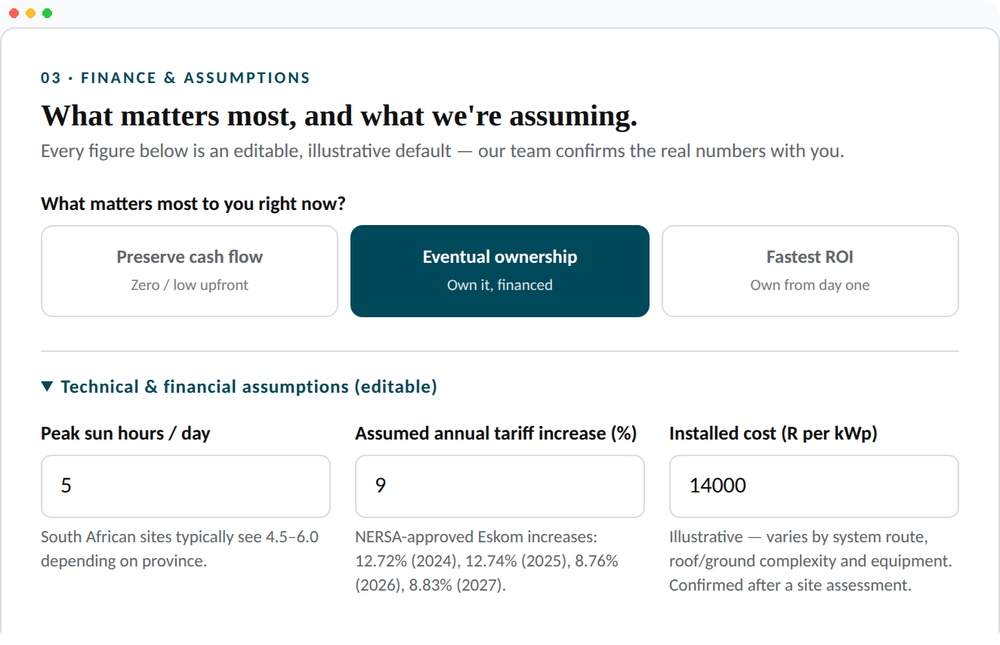 03 · FINANCE & ASSUMPTIONS
What matters most, and what we're assuming.
Every figure below is an editable, illustrative default — our team confirms the real numbers with you.
What matters most to you right now?
Preserve cash flow
Zero / low upfront
Eventual ownership
Own it, financed
Fastest ROI
Own from day one
▼ Technical & financial assumptions (editable)
Peak sun hours / day
5
South African sites typically see 4.5–6.0
depending on province.
Assumed annual tariff increase (%)
9
NERSA-approved Eskom increases:
12.72% (2024), 12.74% (2025), 8.76%
(2026), 8.83% (2027).
Installed cost (R per kWp)
14000
Illustrative — varies by system route,
roof/ground complexity and equipment.
Confirmed after a site assessment.